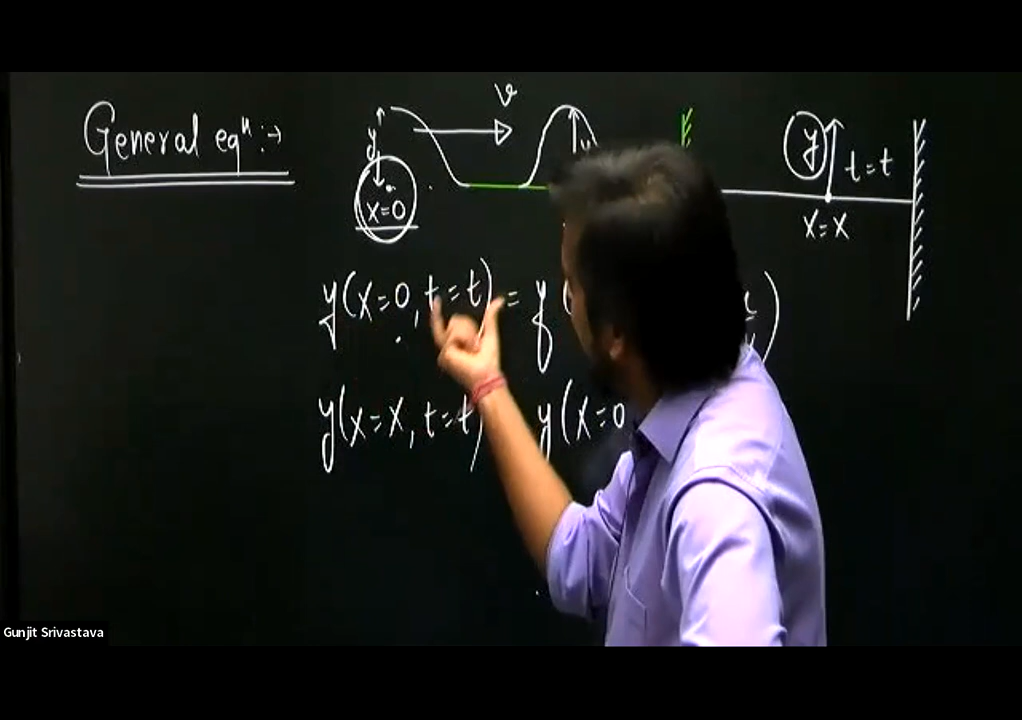 General eqⁿ :→
v
y
x=0
y
y
t=t
x=x
y(x=0, t=t) = y(
y(x=x, t=t) y(x=0
Gunjit Srivastava